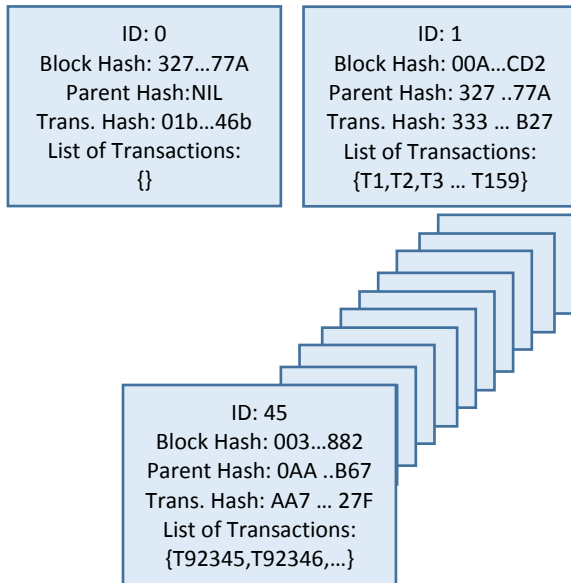 ID: 0
Block Hash: 327...77A
Parent Hash:NIL
Trans. Hash: 01b...46b
List of Transactions:
{}
ID: 1
Block Hash: 00A...CD2
Parent Hash: 327 ..77A
Trans. Hash: 333 ... B27
List of Transactions:
{T1,T2,T3 ... T159}
ID: 45
Block Hash: 003...882
Parent Hash: 0AA ..B67
Trans. Hash: AA7 ... 27F
List of Transactions:
{T92345,T92346,...}